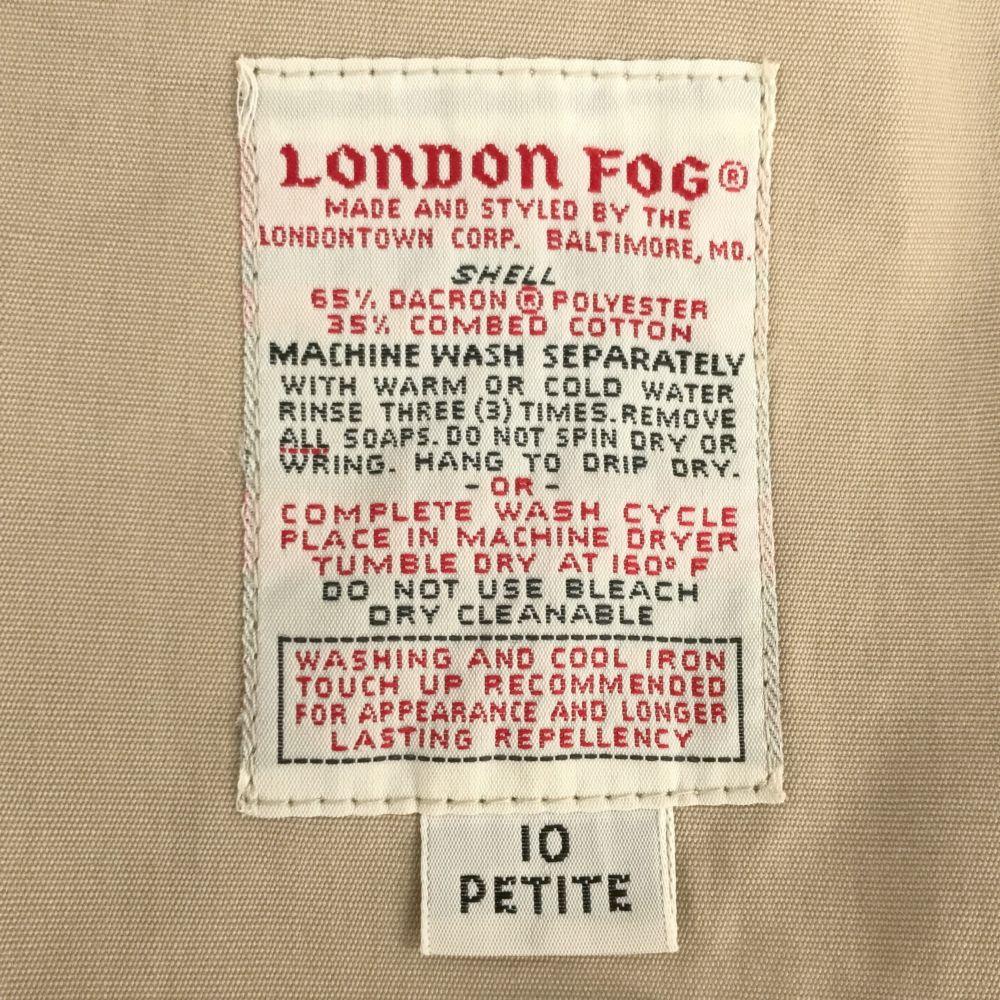 LONDON FOG®
MADE AND STYLED BY THE
LONDONTOWN CORP. BALTIMORE, MD.
SHELL
65% DACRON® POLYESTER
35% COMBED COTTON
MACHINE WASH SEPARATELY
WITH WARM OR COLD WATER
RINSE THREE (3) TIMES. REMOVE
ALL SOAPS. DO NOT SPIN DRY OR
WRING. HANG TO DRIP DRY.
- OR -
COMPLETE WASH CYCLE
PLACE IN MACHINE DRYER
TUMBLE DRY AT 160° F
DO NOT USE BLEACH
DRY CLEANABLE
WASHING AND COOL IRON
TOUCH UP RECOMMENDED
FOR APPEARANCE AND LONGER
LASTING REPELLENCY
10
PETITE